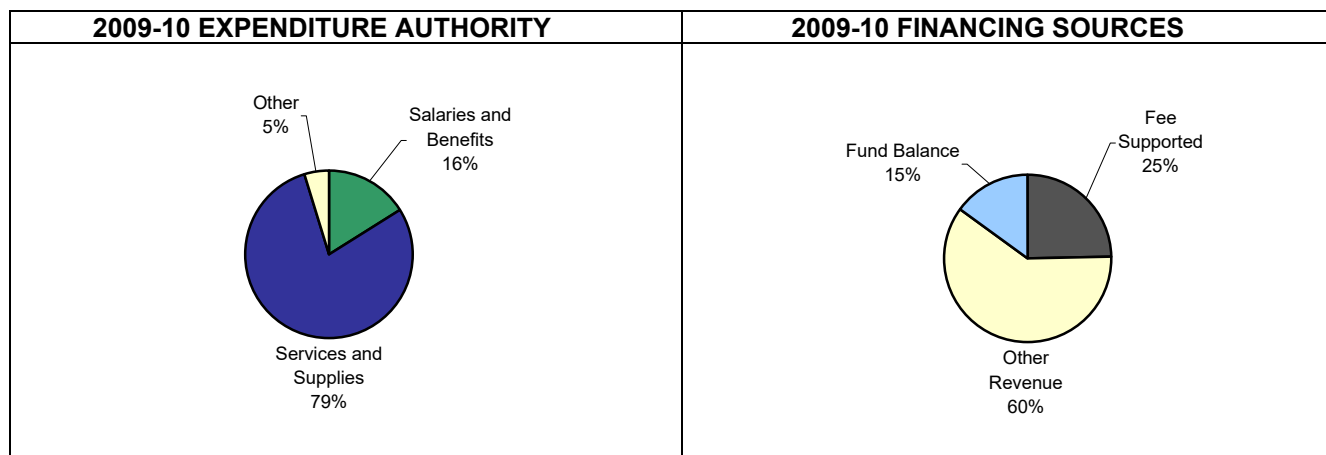 2009-10 EXPENDITURE AUTHORITY
Other
5%
Salaries and
Benefits
16%
Services and
Supplies
79%
2009-10 FINANCING SOURCES
Fund Balance
15%
Fee
Supported
25%
Other
Revenue
60%